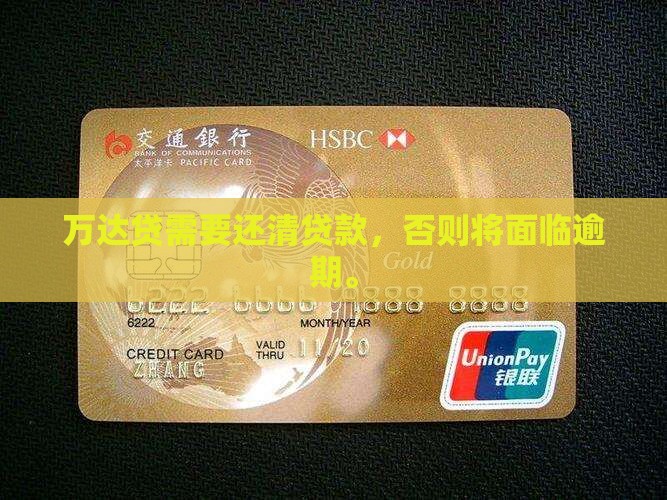 交通銀行
BANK OF COMMUNICATIONS
太平洋卡 PACIFIC CARD
HSBC
万达贷需要还清贷款，否则将面临逾
期。
Gold
6222
6222
MONTH/YEAR
CREDIT CARD
VALID
THRU
11/20
ZHANG
UnionPay
银联